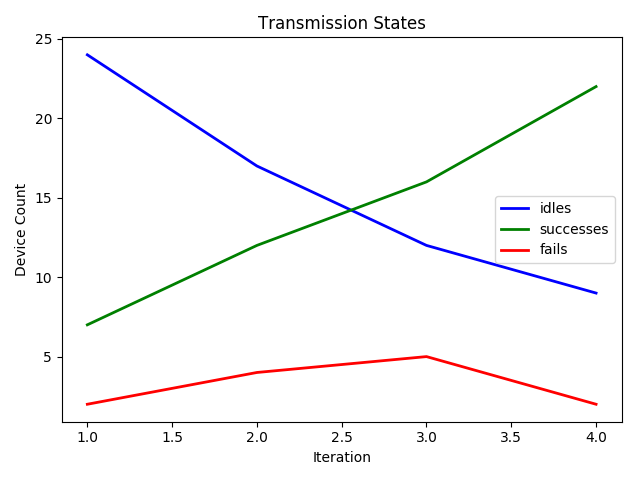 Transmission States
Device Count
25
20
15
10
5
idles
successes
fails
1.0 1.5 2.0 2.5 3.0 3.5 4.0
Iteration